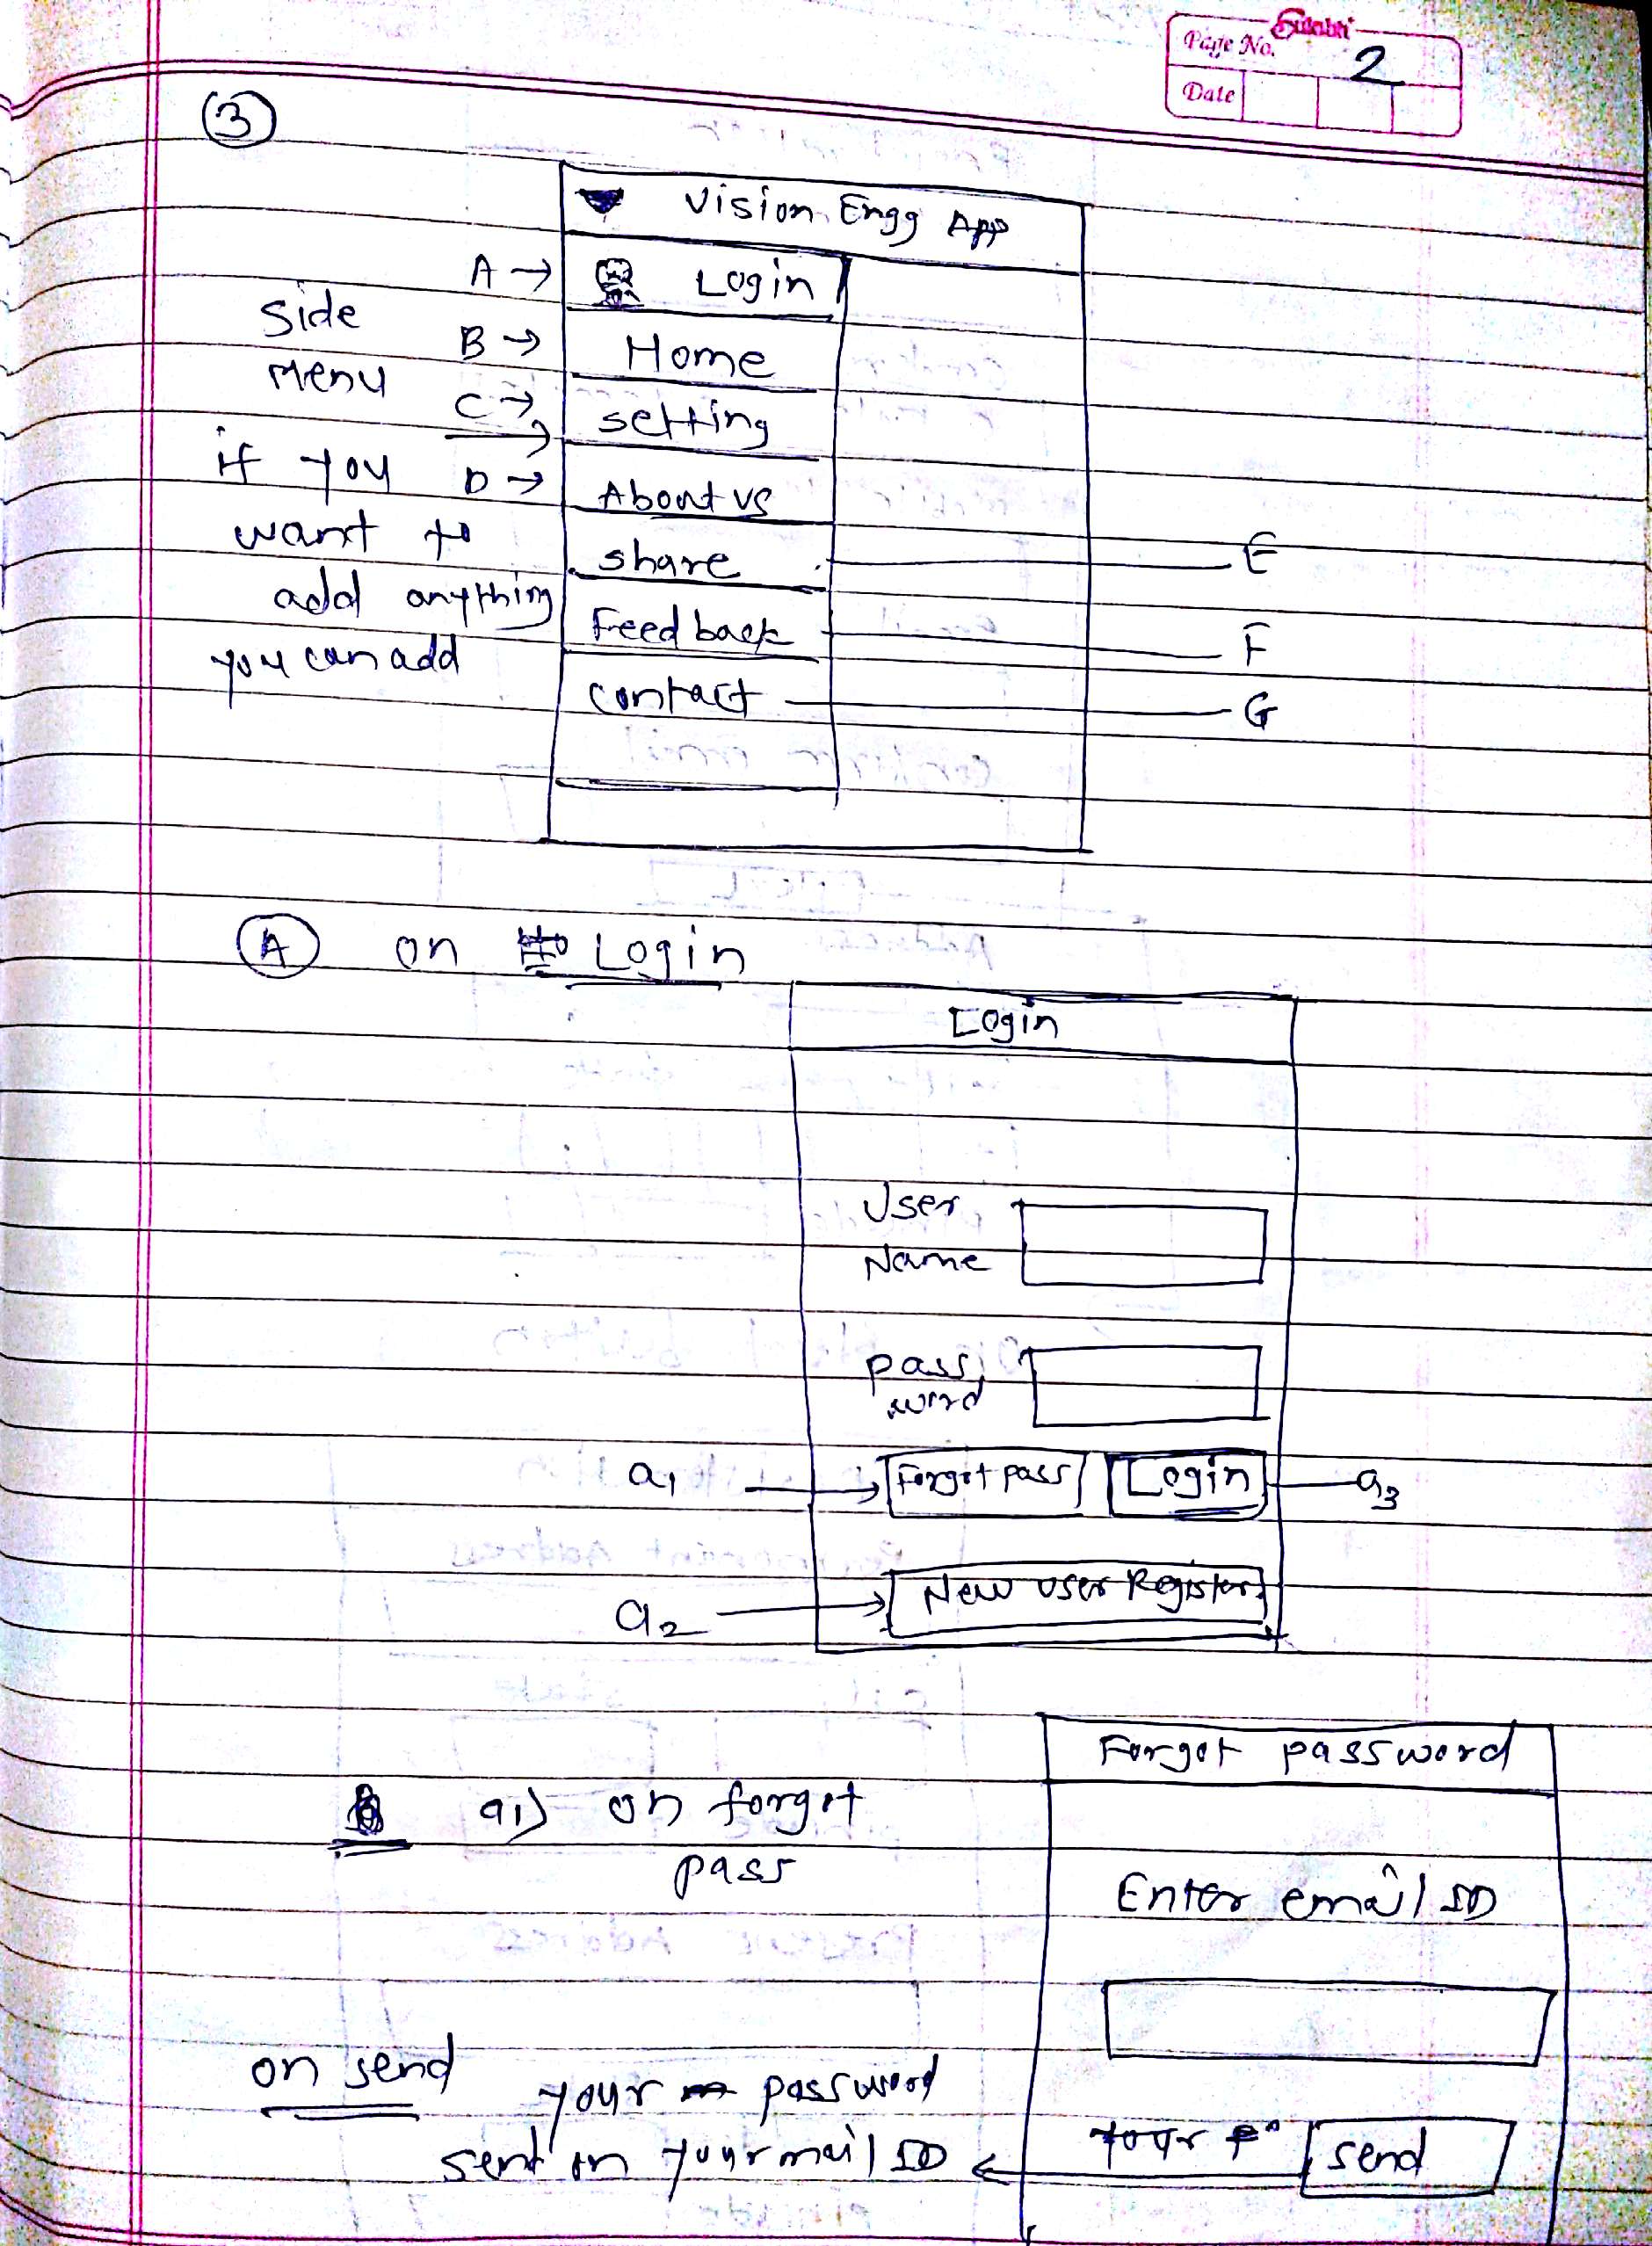 Sulabh
Page No. 2
Date
3
Vision Engg App
A → Login
Side
Menu
B → Home
C → setting
if you
want to
add anything
you can add
D → About us
share E
Feed back F
contact G
A on Login
Login
User
Name
pass
word
a1 → Forgot pass Login a3
a2 → New User Register
Forgot password
a1) on forgot
pass
Enter email ID
on send
your password
sent on your mail ID ← send